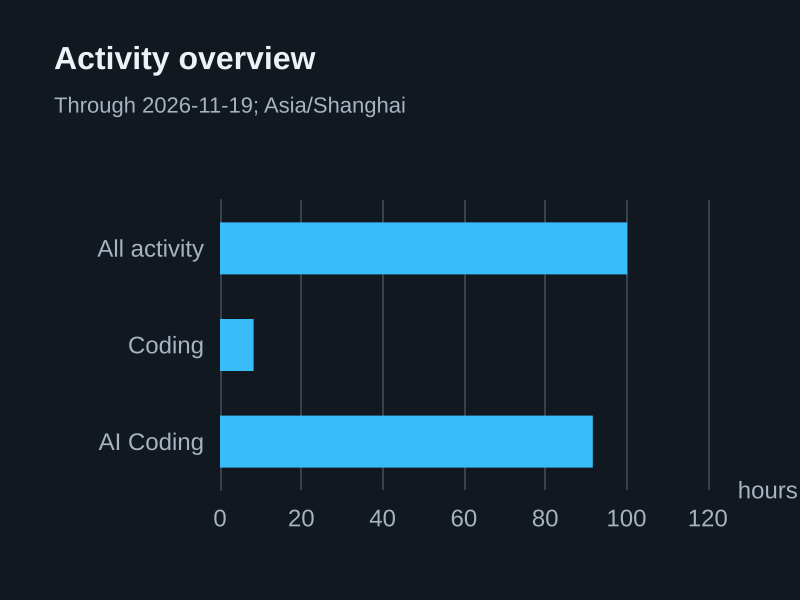 Activity overview
Through 2026-11-19; Asia/Shanghai
All activity
Coding
AI Coding
hours
0 20 40 60 80 100 120